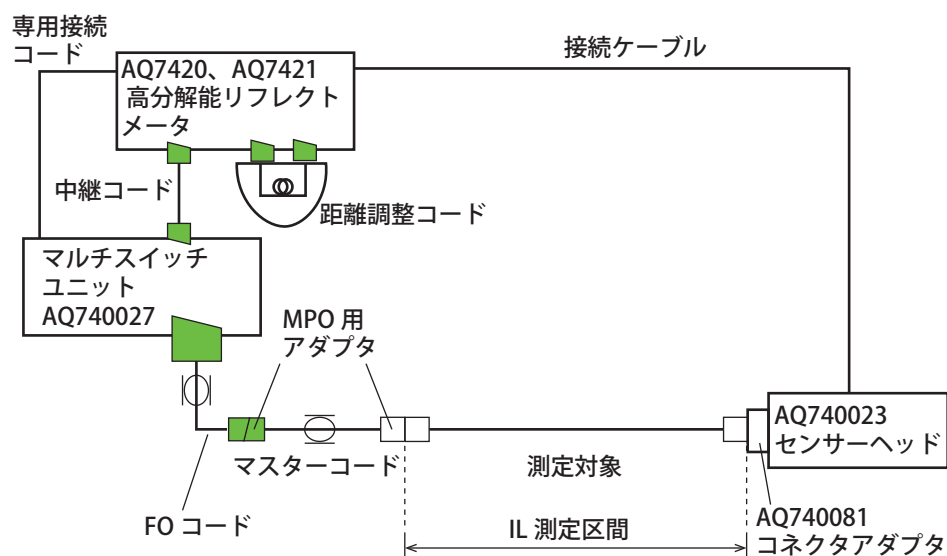 専用接続
コード
接続ケーブル
AQ7420、AQ7421
高分解能リフレクト
メータ
中継コード
距離調整コード
マルチスイッチ
ユニット
AQ740027
MPO 用
アダプタ
AQ740023
センサーヘッド
マスターコード
測定対象
FO コード
IL 測定区間
AQ740081
コネクタアダプタ